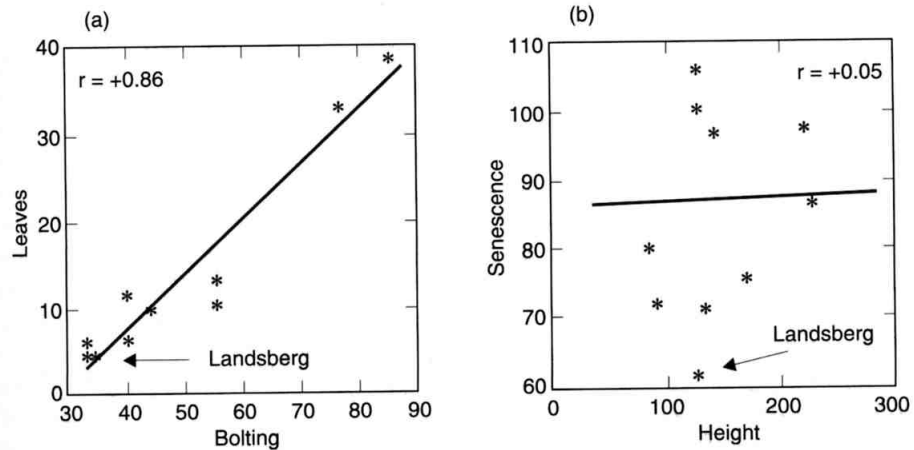 (a)
40
30
20
10
0
Leaves
r = +0.86
Landsberg
30 40 50 60 70 80 90
Bolting
(b)
110
100
90
80
70
60
Senescence
r = +0.05
Landsberg
0 100 200 300
Height